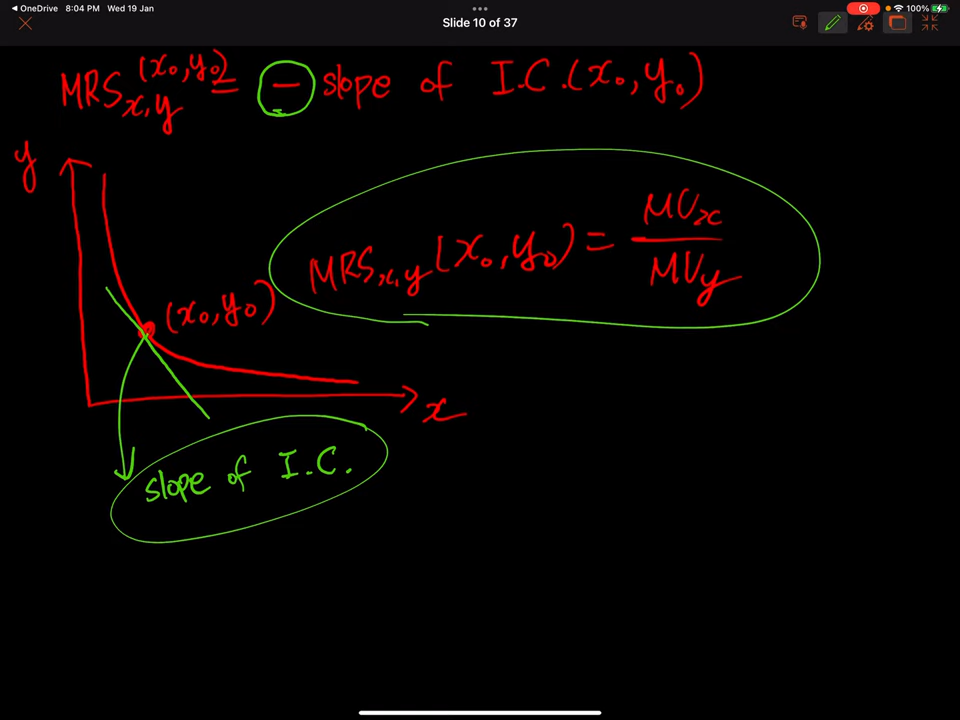 OneDrive 8:04 PM Wed 19 Jan 100%
Slide 10 of 37
MRS x,y (x₀,y₀) = - slope of I.C.(x₀,y₀)
y
MRS x,y (x₀,y₀) = MUx / MUy
(x₀,y₀)
x
slope of I.C.